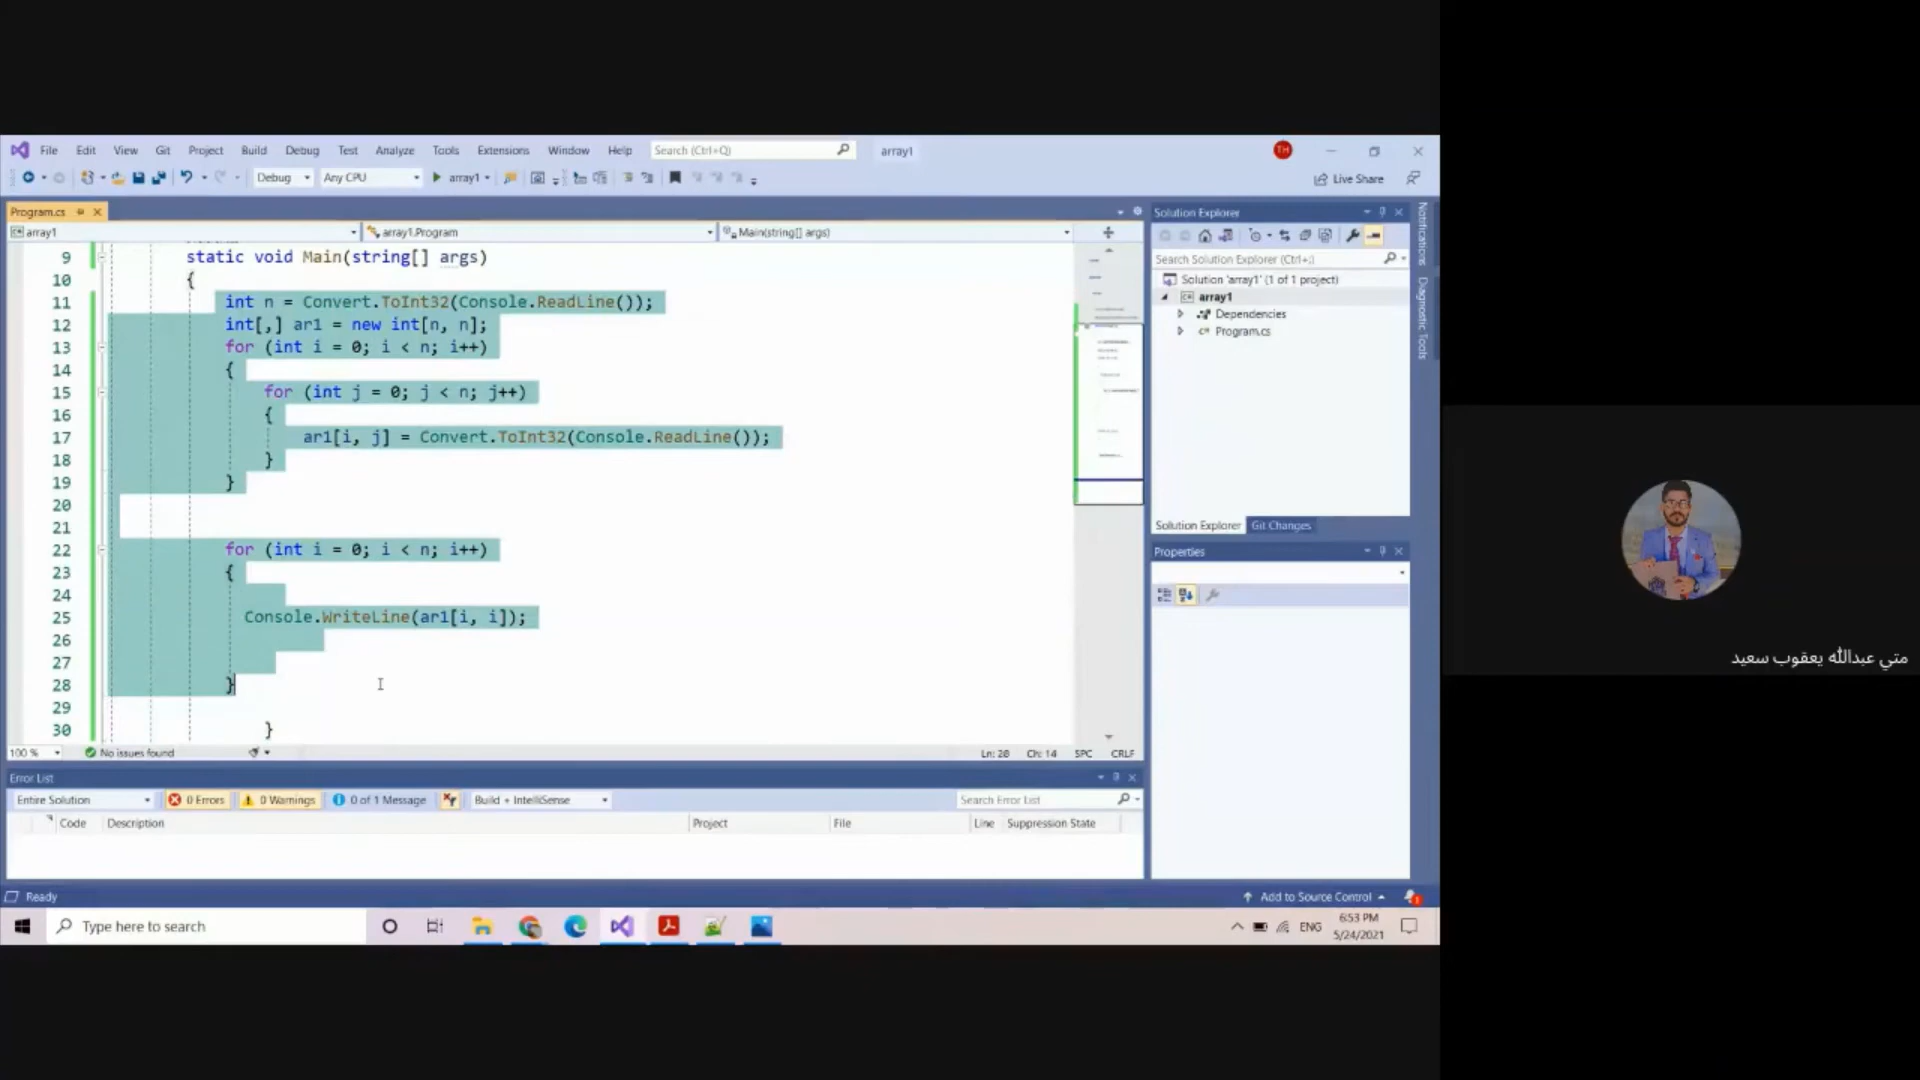 File Edit View Git Project Build Debug Test Analyze Tools Extensions Window Help Search (Ctrl+Q) array1
TH
Debug Any CPU array1 Live Share
Program.cs
array1 array1.Program Main(string[] args)
9 static void Main(string[] args)
10 {
11 int n = Convert.ToInt32(Console.ReadLine());
12 int[,] ar1 = new int[n, n];
13 for (int i = 0; i < n; i++)
14 {
15 for (int j = 0; j < n; j++)
16 {
17 ar1[i, j] = Convert.ToInt32(Console.ReadLine());
18 }
19 }
20
21
22 for (int i = 0; i < n; i++)
23 {
24
25 Console.WriteLine(ar1[i, i]);
26
27
28 }
29
30 }
100 % No issues found Ln: 28 Ch: 14 SPC CRLF
Error List
Entire Solution 0 Errors 0 Warnings 0 of 1 Message Build + IntelliSense Search Error List
Code Description Project File Line Suppression State
Solution Explorer
Search Solution Explorer (Ctrl+;)
Solution 'array1' (1 of 1 project)
array1
Dependencies
Program.cs
Solution Explorer Git Changes
Properties
Notifications
Diagnostic Tools
Ready Add to Source Control 1
Type here to search ENG 6:53 PM
5/24/2021
متي عبدالله يعقوب سعيد